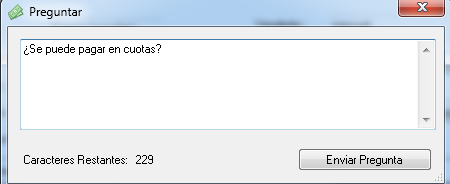 Preguntar
¿Se puede pagar en cuotas?
Caracteres Restantes: 229
Enviar Pregunta